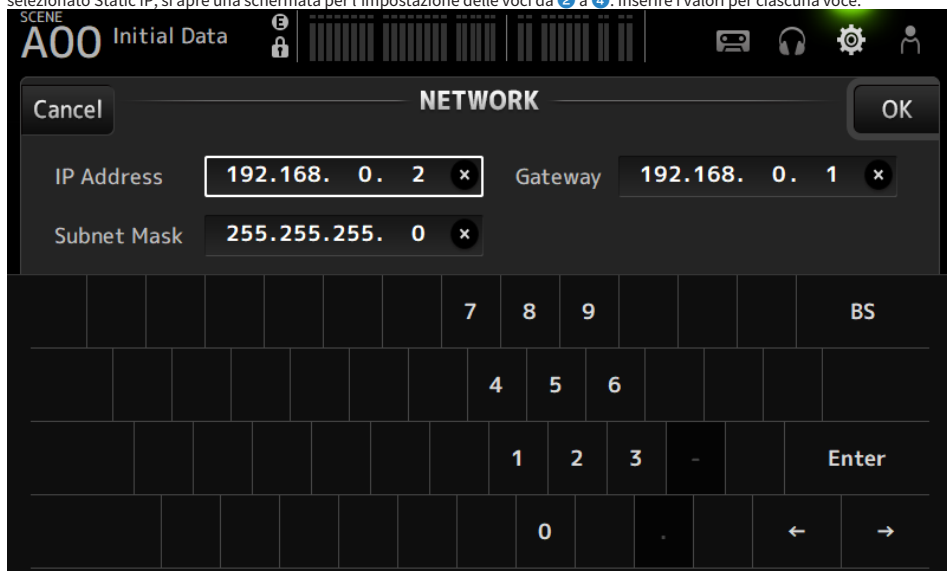 selezionato Static IP, si apre una schermata per l'impostazione delle voci da 2 a 4. Inserire i valori per ciascuna voce.
SCENE
A00 Initial Data E
Cancel NETWORK OK
IP Address 192.168. 0. 2 × Gateway 192.168. 0. 1 ×
Subnet Mask 255.255.255. 0 ×
7 8 9 BS
4 5 6
1 2 3 - Enter
0 . ← →